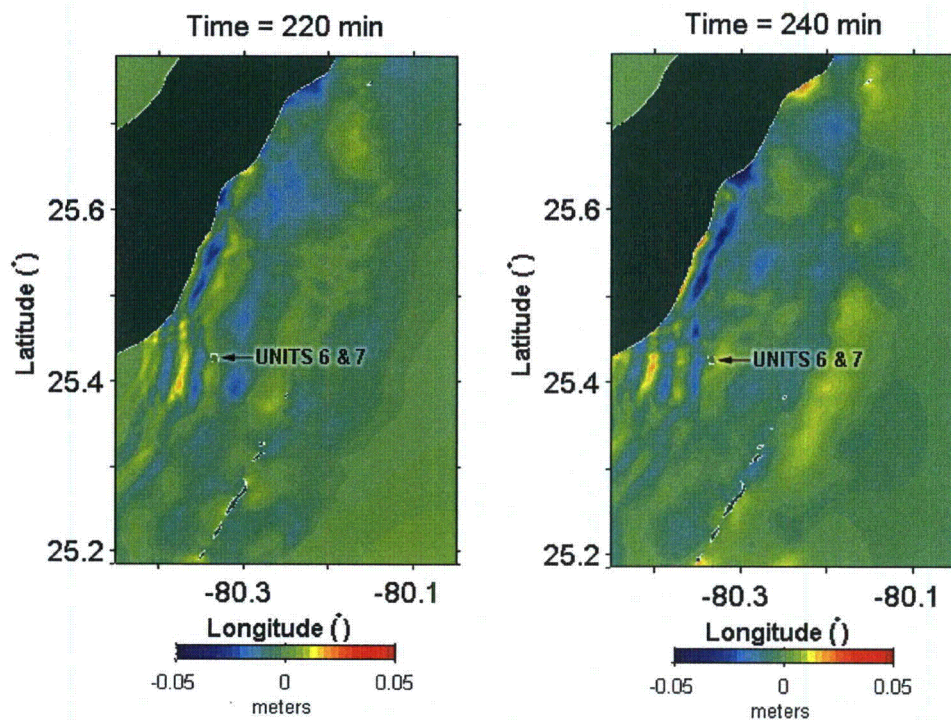 Time = 220 min
Time = 240 min
Latitude (°)
25.6
25.4
25.2
UNITS 6 & 7
-80.3
-80.1
Longitude (°)
-0.05
0
0.05
meters
Latitude (°)
25.6
25.4
25.2
UNITS 6 & 7
-80.3
-80.1
Longitude (°)
-0.05
0
0.05
meters